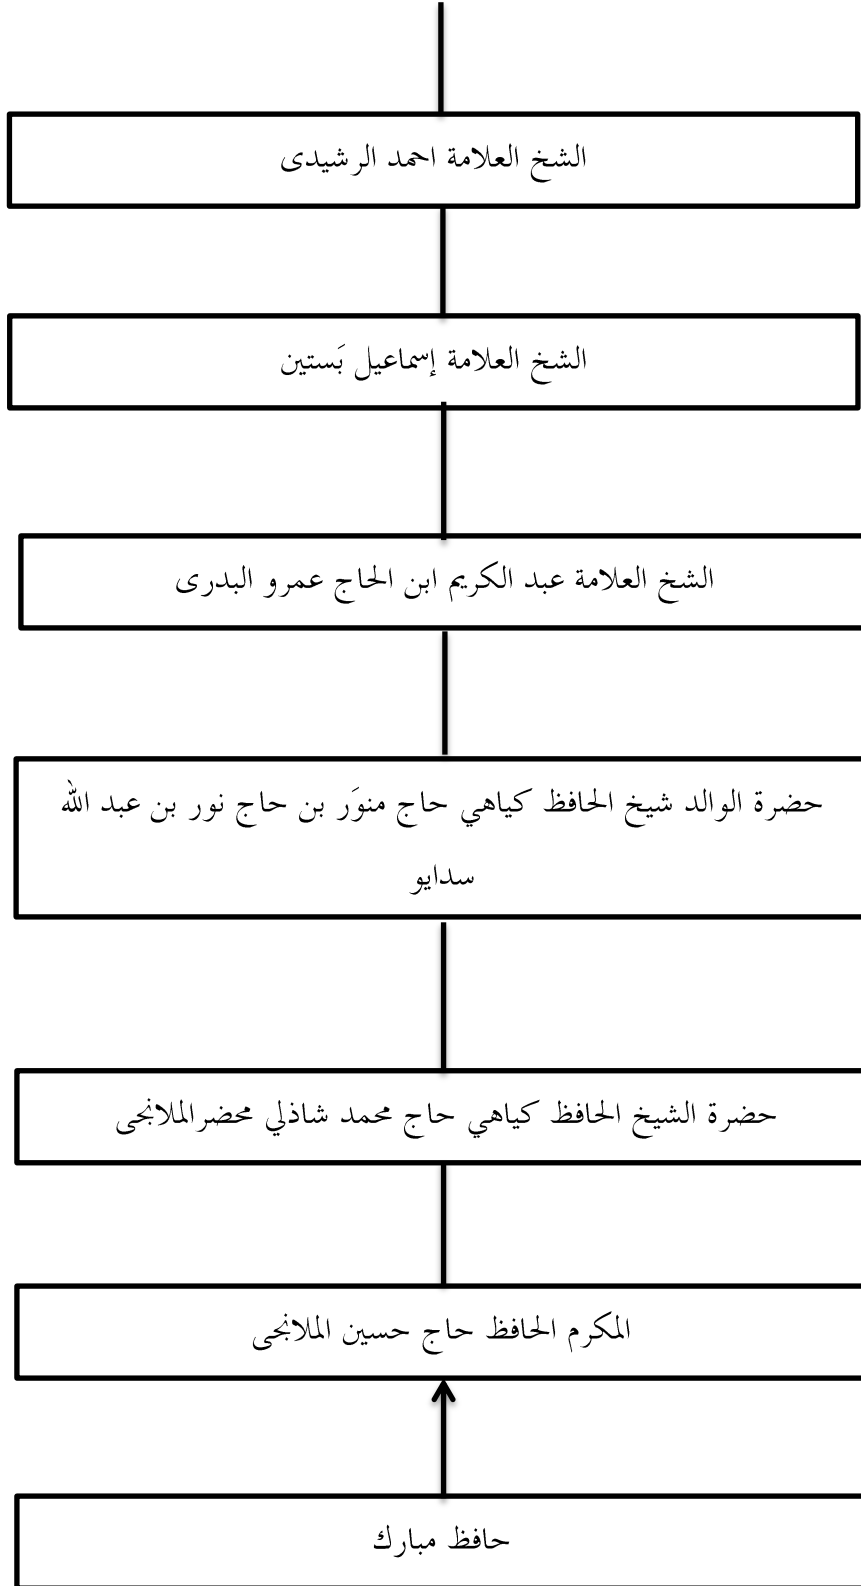 الشخ العلامة احمد الرشيدى
الشخ العلامة إسماعيل بَستين
الشخ العلامة عبد الكريم ابن الحاج عمرو البدرى
حضرة الوالد شيخ الحافظ كياهي حاج منوَر بن حاج نور بن عبد الله
سدايو
حضرة الشيخ الحافظ كياهي حاج محمد شاذلي محضرالملانجى
المكرم الحافظ حاج حسين الملانجى
حافظ مبارك